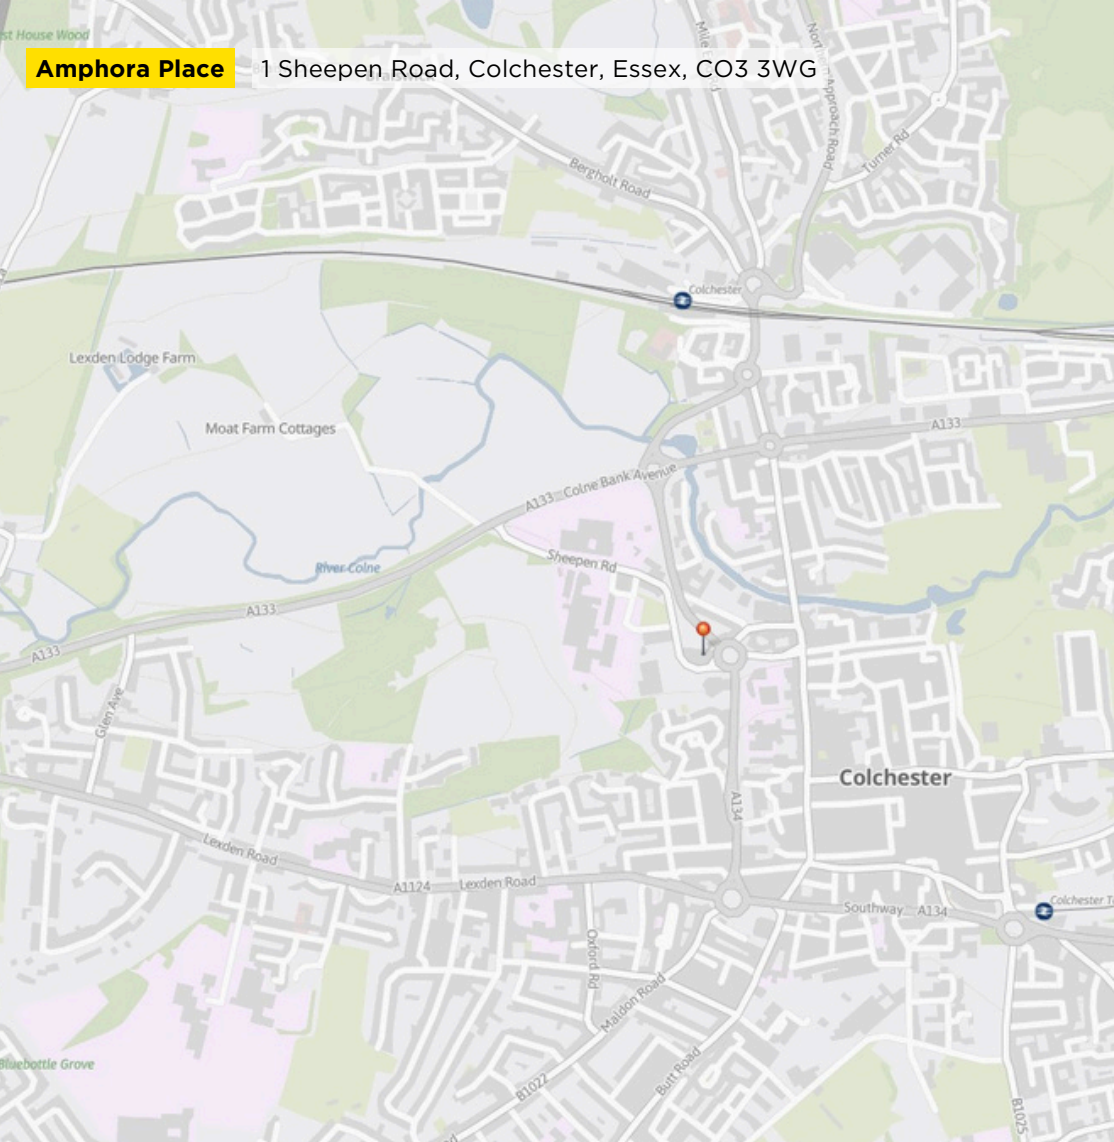 st House Wood
Amphora Place
1 Sheepen Road, Colchester, Essex, CO3 3WG
Approach Road
Turner Rd
Bergholt Road
Colchester
Lexden Lodge Farm
Moat Farm Cottages
A133
A133 Colne Bank Avenue
Sheepen Rd
River Colne
A133
A133
Glen Ave
Colchester
A134
Lexden Road
A1124
Lexden Road
Southway
A134
Colchester T
Oxford Rd
Maldon Road
Bluebottle Grove
B1022
Butt Road
B1025